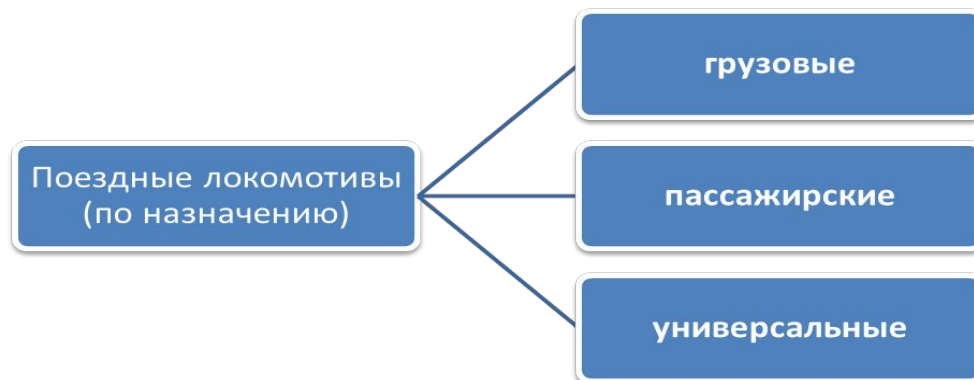 грузовые
Поездные локомотивы
(по назначению)
пассажирские
универсальные